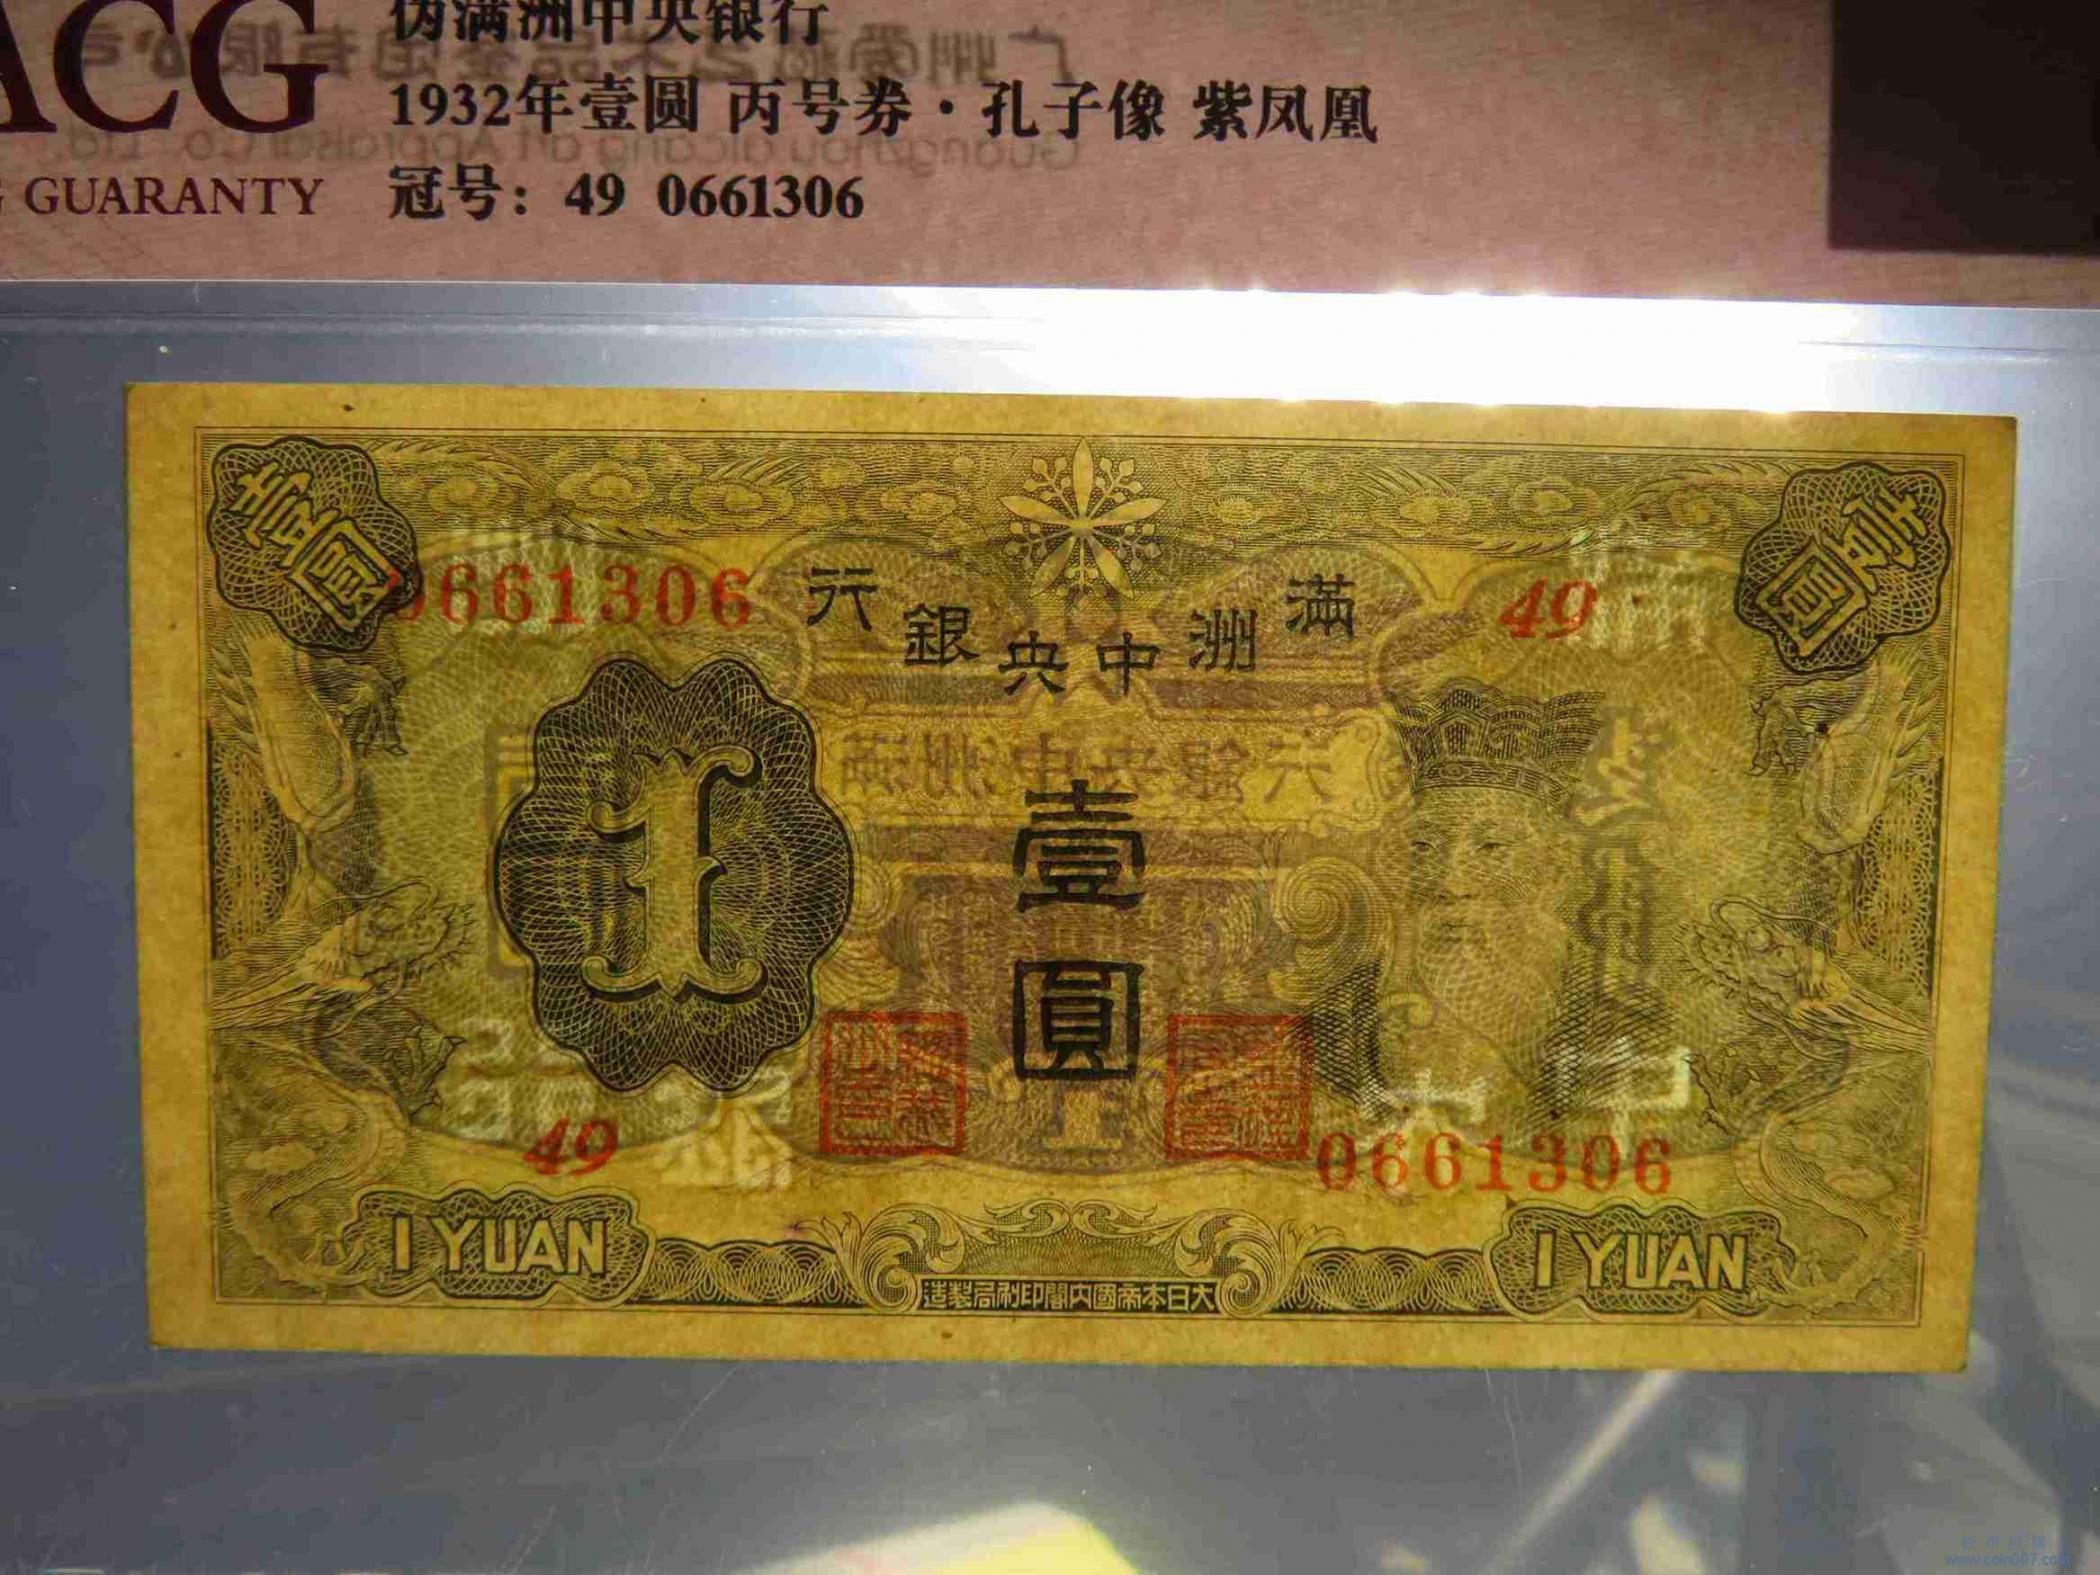 ACG
GUARANTY
伪满洲中央银行
1932年壹圆 丙号券·孔子像 紫凤凰
冠号：49 0661306
壹圓
壹圓
0661306
49
行銀央中洲滿
1
壹圓
49
0661306
1 YUAN
1 YUAN
造製局刷印閣内國帝本日大
www.coin007.com